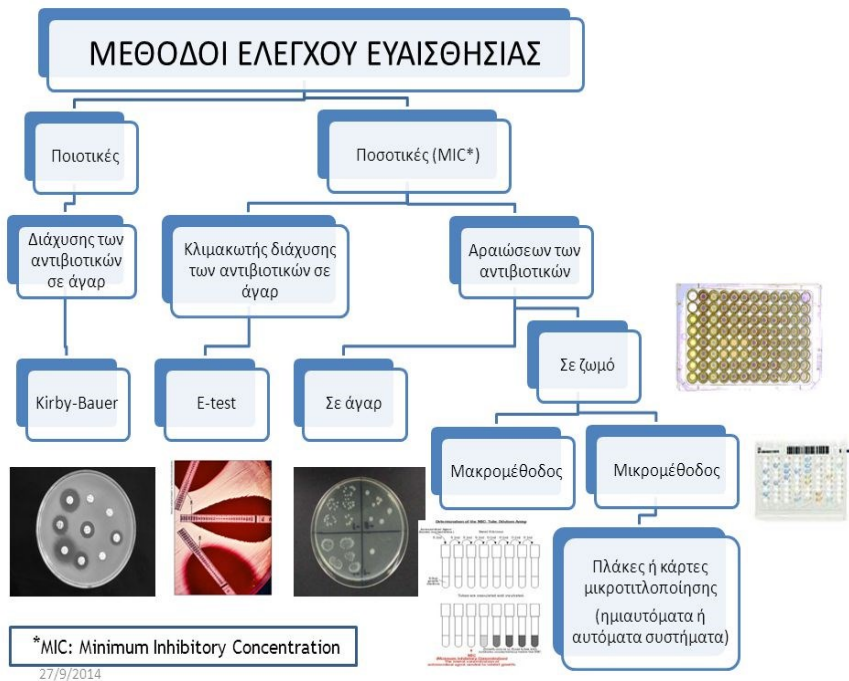 ΜΕΘΟΔΟΙ ΕΛΕΓΧΟΥ ΕΥΑΙΣΘΗΣΙΑΣ
Ποιοτικές
Ποσοτικές (MIC*)
Διάχυσης των
αντιβιοτικών
σε άγαρ
Κλιμακωτής διάχυσης
των αντιβιοτικών σε
άγαρ
Αραιώσεων των
αντιβιοτικών
Kirby-Bauer
E-test
Σε άγαρ
Σε ζωμό
Μακρομέθοδος
Μικρομέθοδος
Πλάκες ή κάρτες
μικροτιτλοποίησης
(ημιαυτόματα ή
αυτόματα συστήματα)
*MIC: Minimum Inhibitory Concentration
27/9/2014